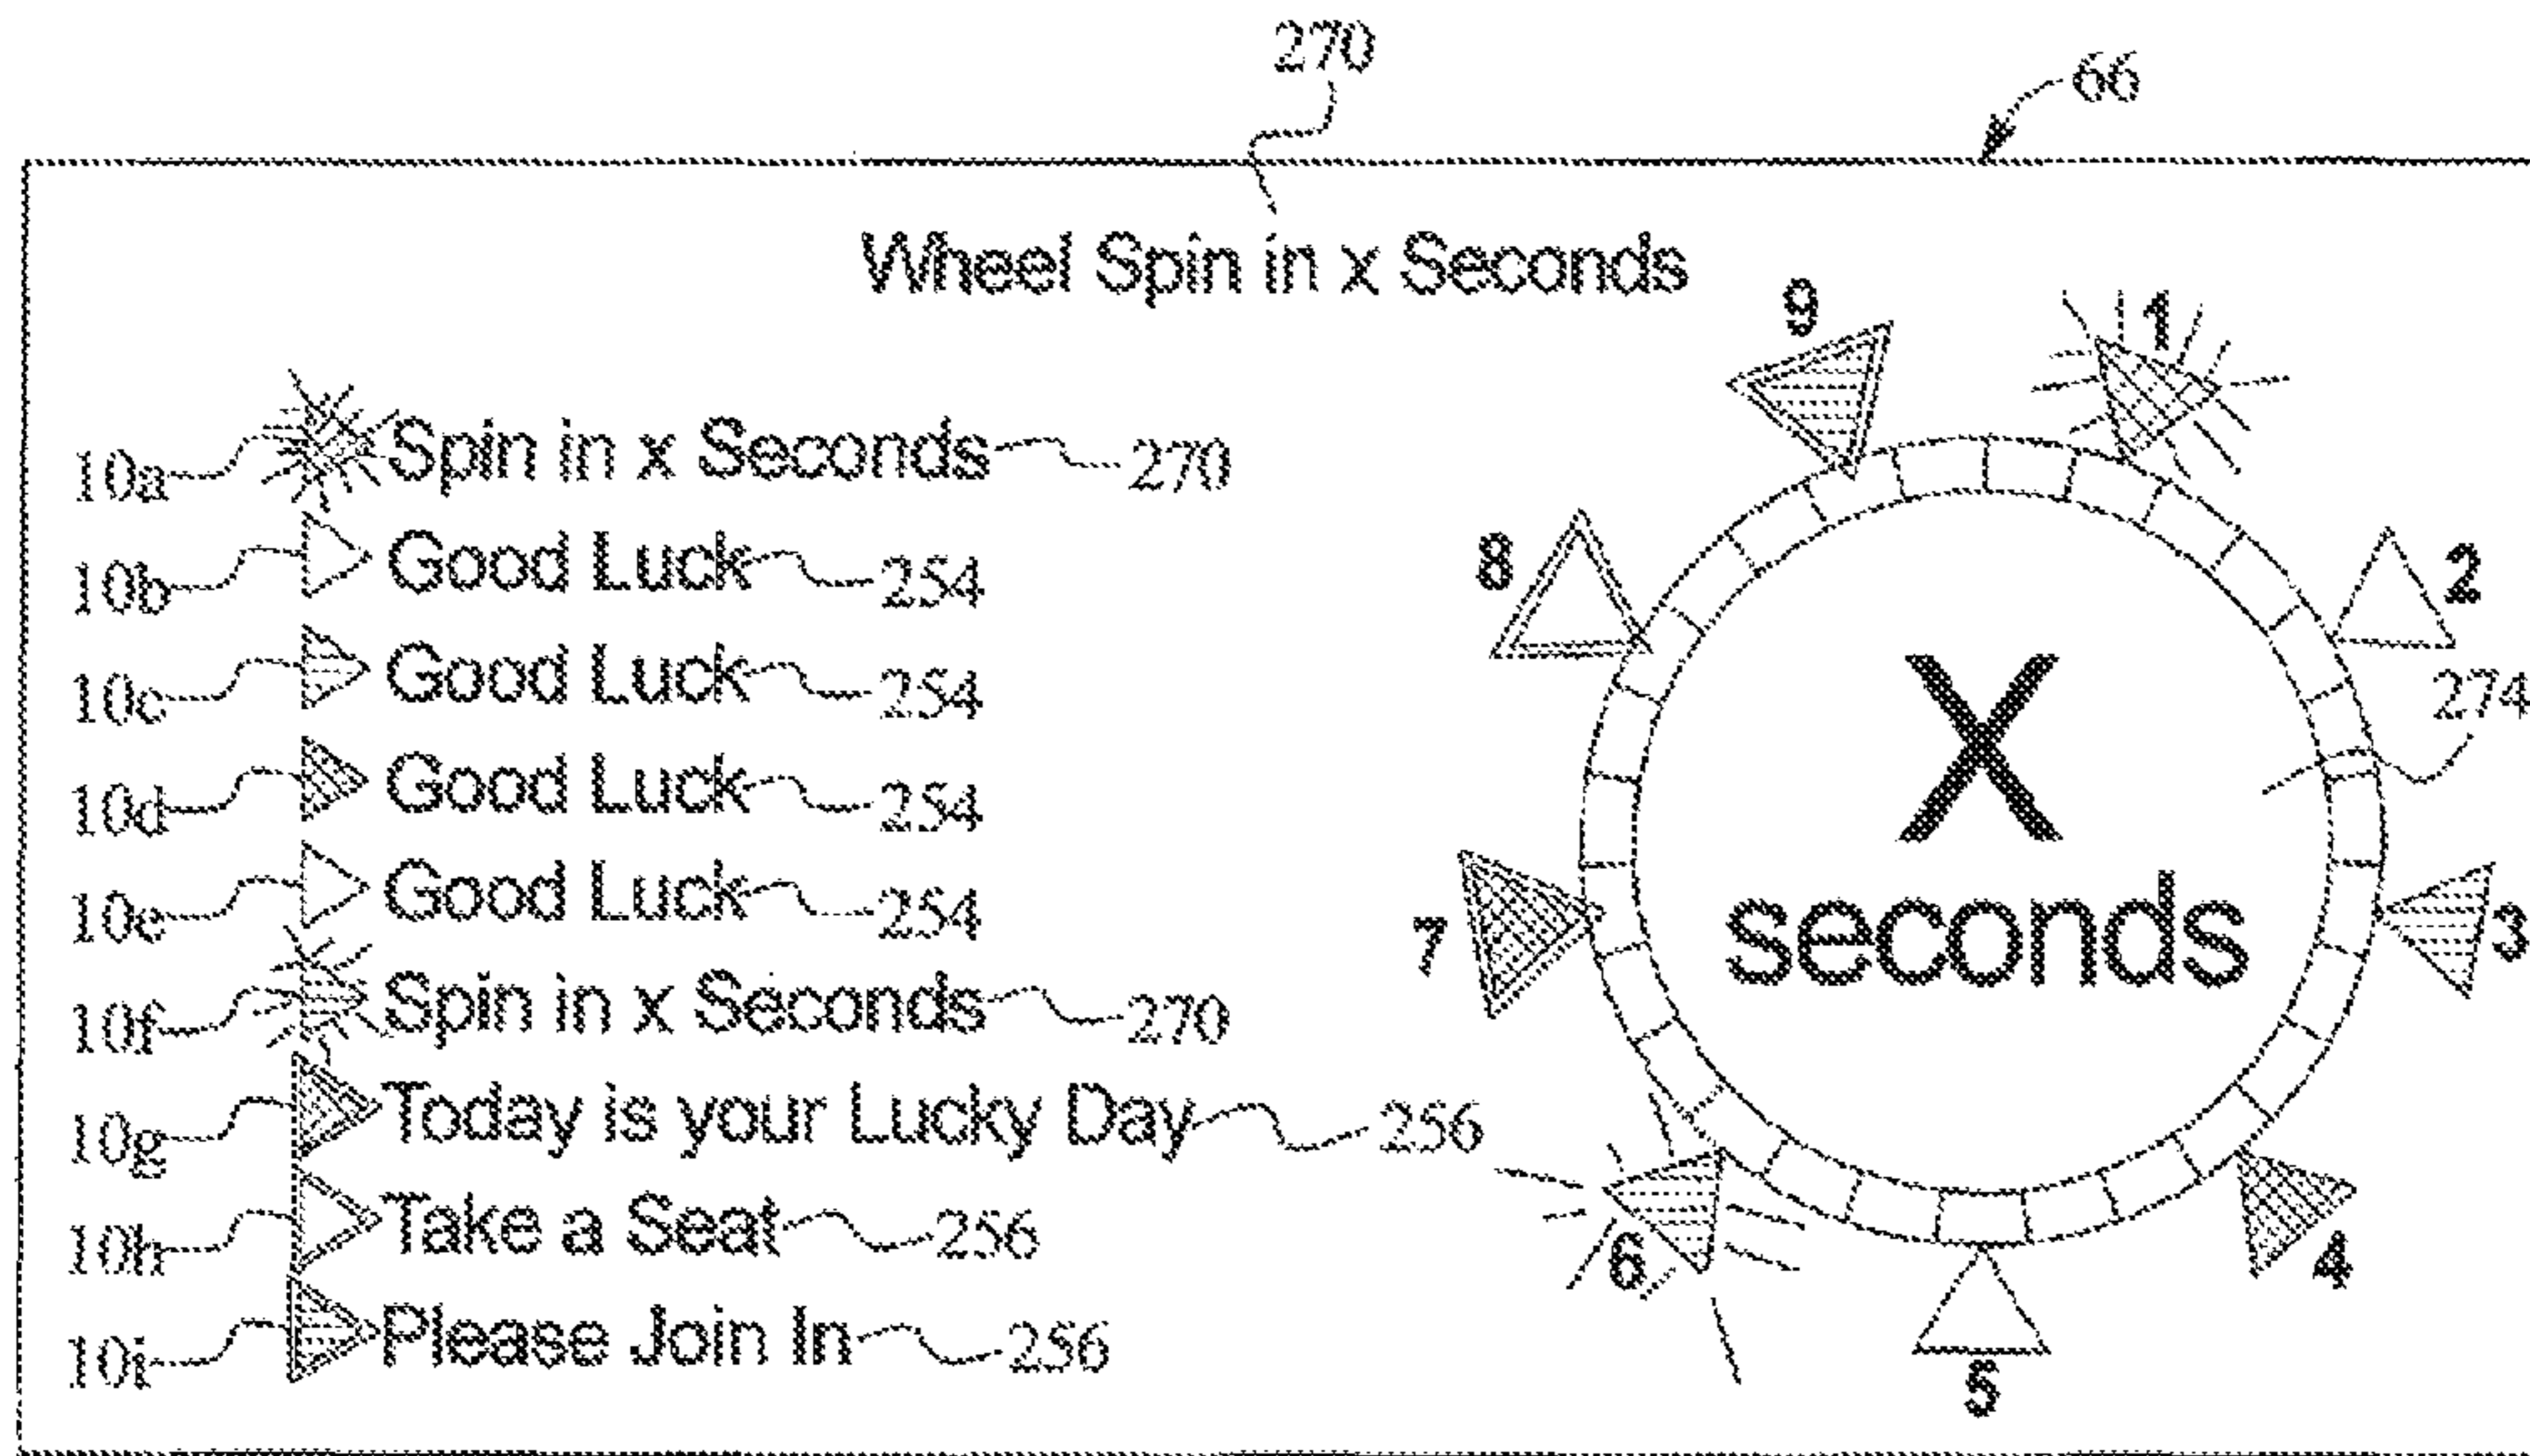 270
66
Wheel Spin in x Seconds
9 1
10a Spin in x Seconds 270
10b Good Luck 254
8 2
10c Good Luck 254
274
10d Good Luck 254
X
seconds
10e Good Luck 254
7 3
10f Spin in x Seconds 270
10g Today is your Lucky Day 256
10h Take a Seat 256
6 4
10i Please Join In 256
5